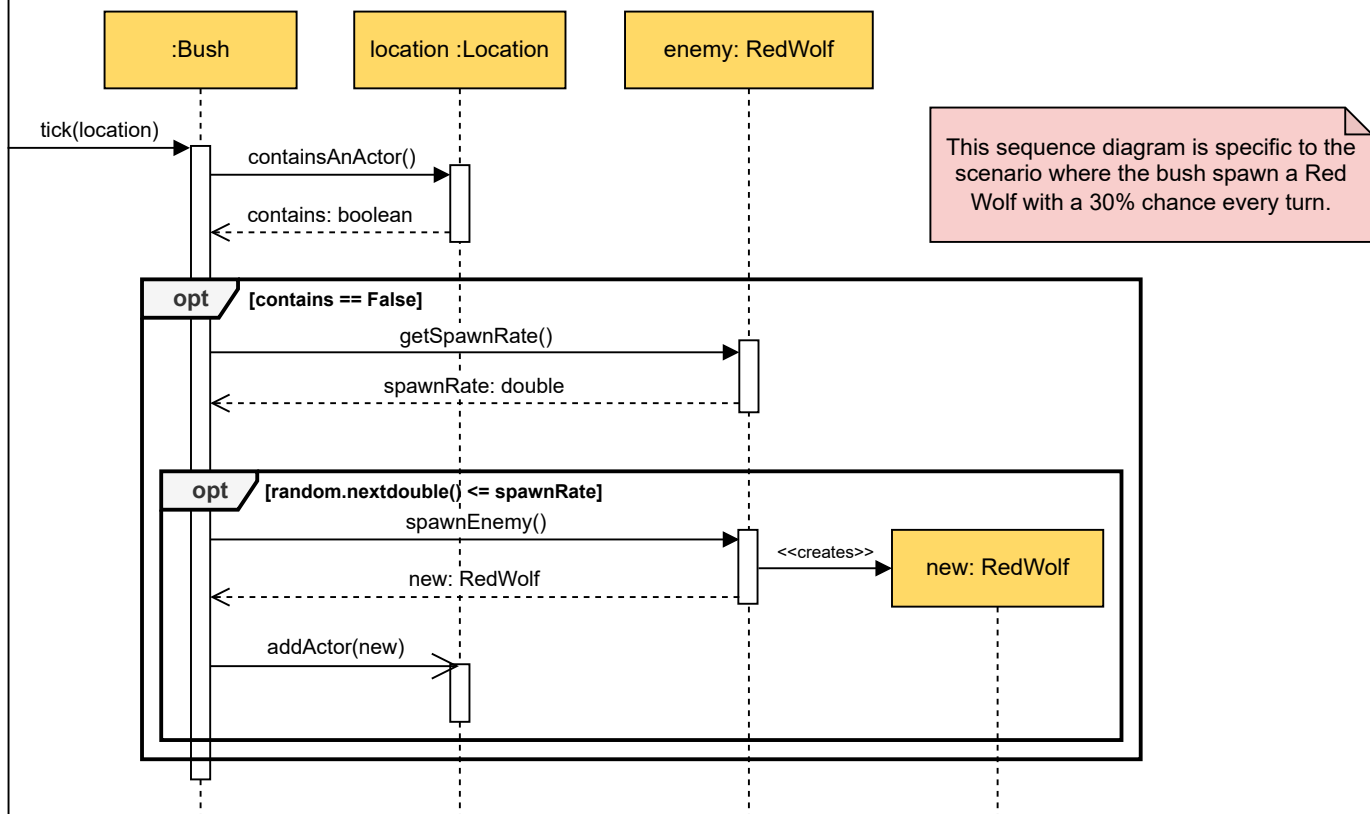 :Bush
location :Location
enemy: RedWolf
tick(location)
containsAnActor()
contains: boolean
This sequence diagram is specific to the
scenario where the bush spawn a Red
Wolf with a 30% chance every turn.
opt
[contains == False]
getSpawnRate()
spawnRate: double
opt
[random.nextdouble() <= spawnRate]
spawnEnemy()
<<creates>>
new: RedWolf
new: RedWolf
addActor(new)